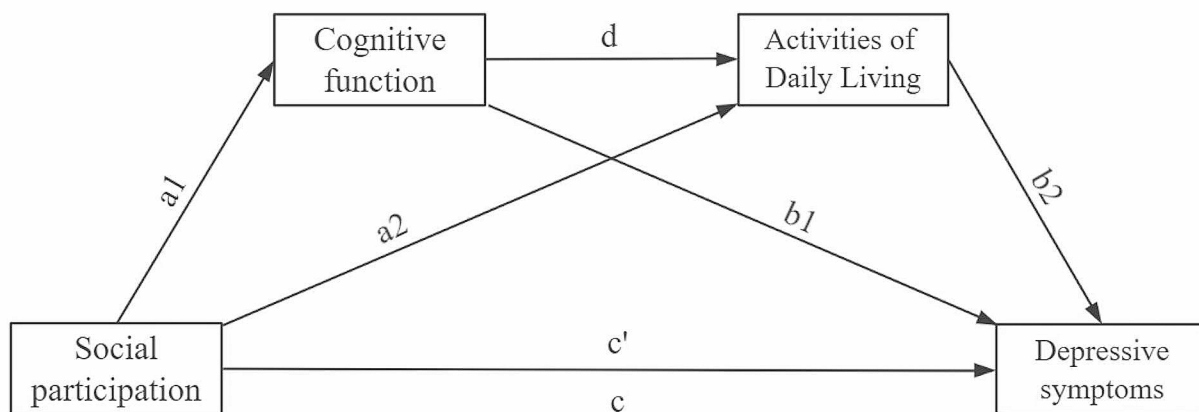 Cognitive
function
d
Activities of
Daily Living
a1
a2
b1
b2
Social
participation
c'
c
Depressive
symptoms